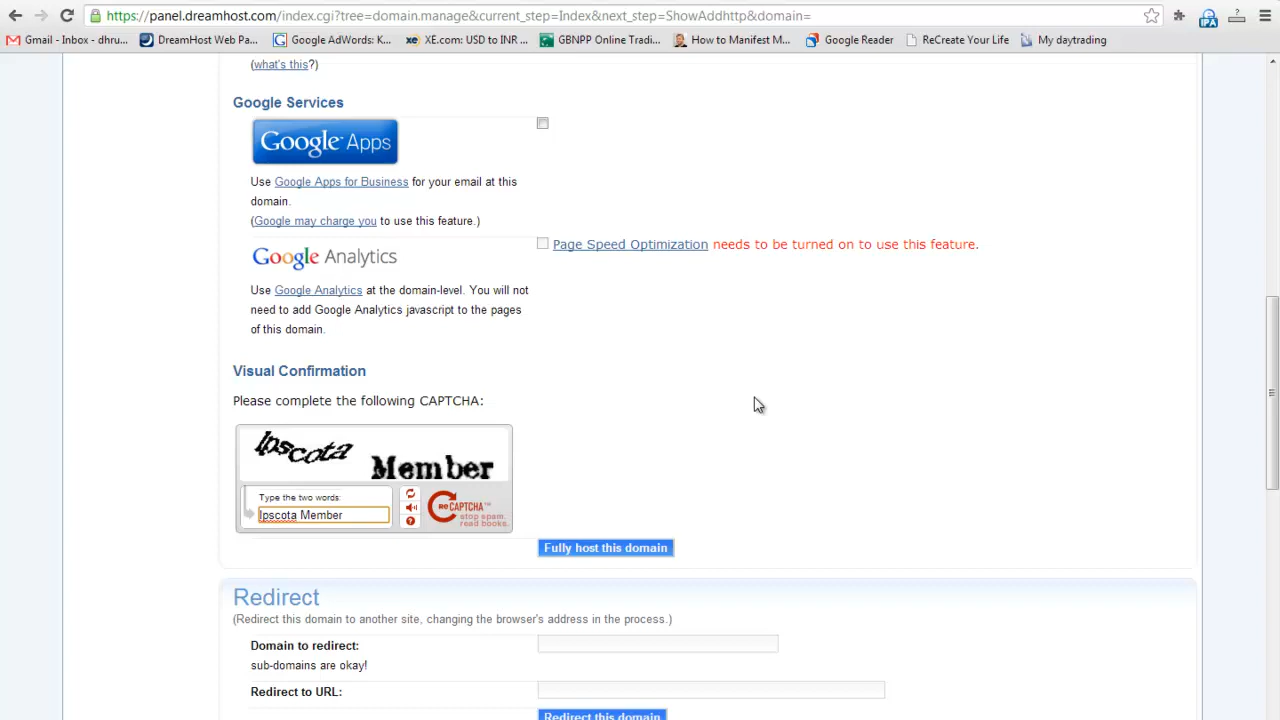 https://panel.dreamhost.com/index.cgi?tree=domain.manage&current_step=Index&next_step=ShowAddhttp&domain=
Gmail - Inbox - dhru... DreamHost Web Pa... Google AdWords: K... XE.com: USD to INR ... GBNPP Online Tradi... How to Manifest M... Google Reader ReCreate Your Life My daytrading
(what's this?)
Google Services
Google Apps
Use Google Apps for Business for your email at this
domain.
(Google may charge you to use this feature.)
Page Speed Optimization needs to be turned on to use this feature.
Google Analytics
Use Google Analytics at the domain-level. You will not
need to add Google Analytics javascript to the pages
of this domain.
Visual Confirmation
Please complete the following CAPTCHA:
Ipscota Member
Type the two words:
Ipscota Member
reCAPTCHA™
stop spam.
read books.
Fully host this domain
Redirect
(Redirect this domain to another site, changing the browser's address in the process.)
Domain to redirect:
sub-domains are okay!
Redirect to URL:
Redirect this domain